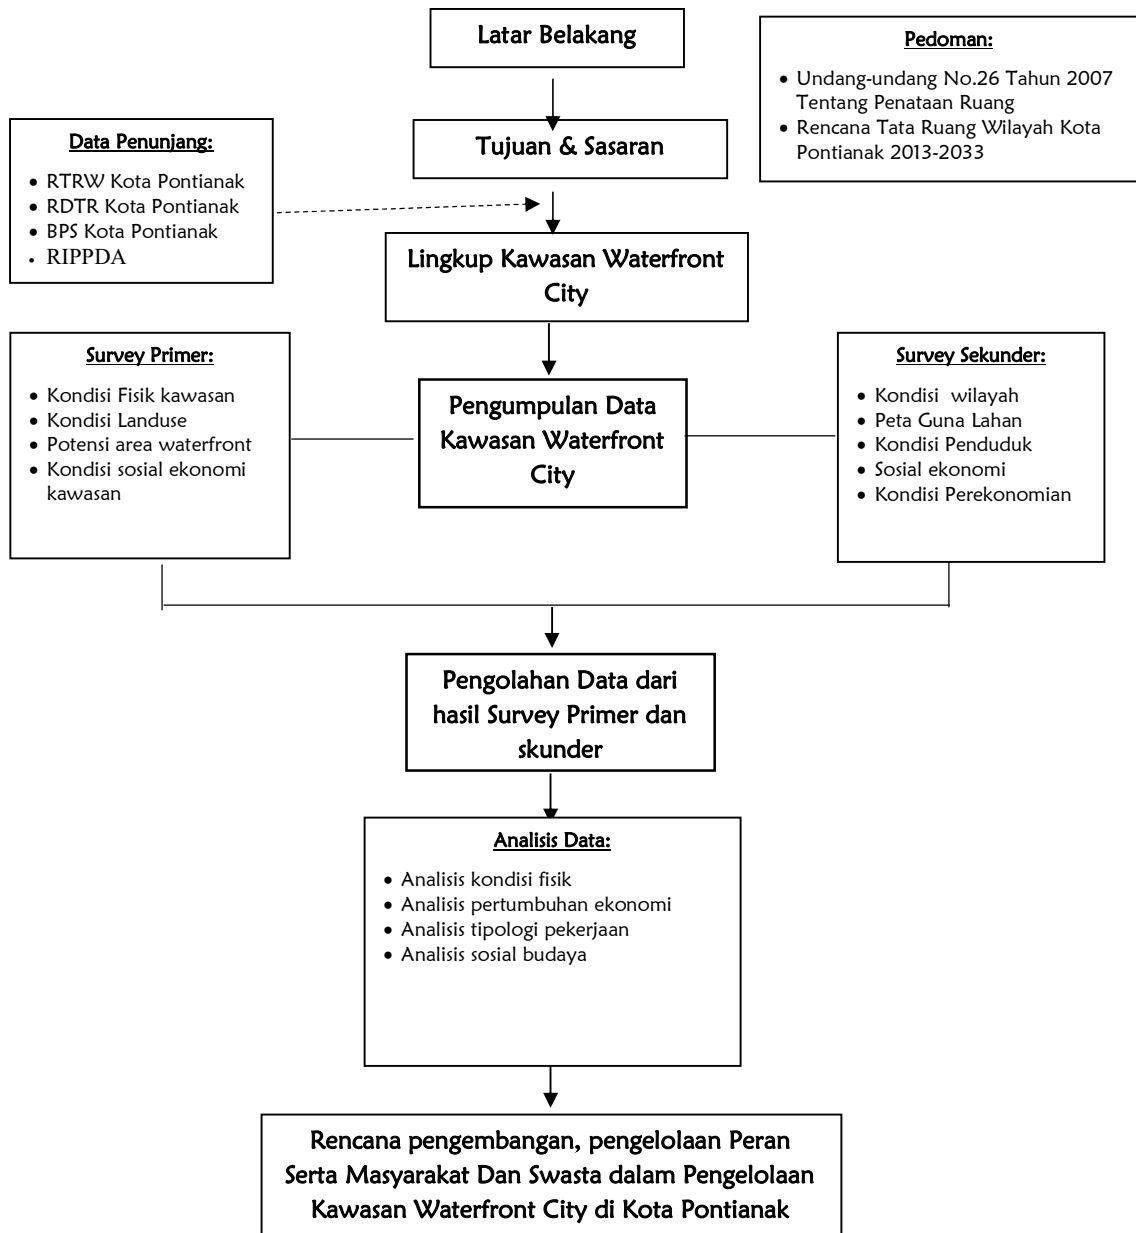 Latar Belakang
Pedoman:
• Undang-undang No.26 Tahun 2007
Tentang Penataan Ruang
• Rencana Tata Ruang Wilayah Kota
Pontianak 2013-2033
Tujuan & Sasaran
Data Penunjang:
• RTRW Kota Pontianak
• RDTR Kota Pontianak
• BPS Kota Pontianak
• RIPPDA
Lingkup Kawasan Waterfront
City
Survey Primer:
• Kondisi Fisik kawasan
• Kondisi Landuse
• Potensi area waterfront
• Kondisi sosial ekonomi
kawasan
Pengumpulan Data
Kawasan Waterfront
City
Survey Sekunder:
• Kondisi wilayah
• Peta Guna Lahan
• Kondisi Penduduk
• Sosial ekonomi
• Kondisi Perekonomian
Pengolahan Data dari
hasil Survey Primer dan
skunder
Analisis Data:
• Analisis kondisi fisik
• Analisis pertumbuhan ekonomi
• Analisis tipologi pekerjaan
• Analisis sosial budaya
Rencana pengembangan, pengelolaan Peran
Serta Masyarakat Dan Swasta dalam Pengelolaan
Kawasan Waterfront City di Kota Pontianak